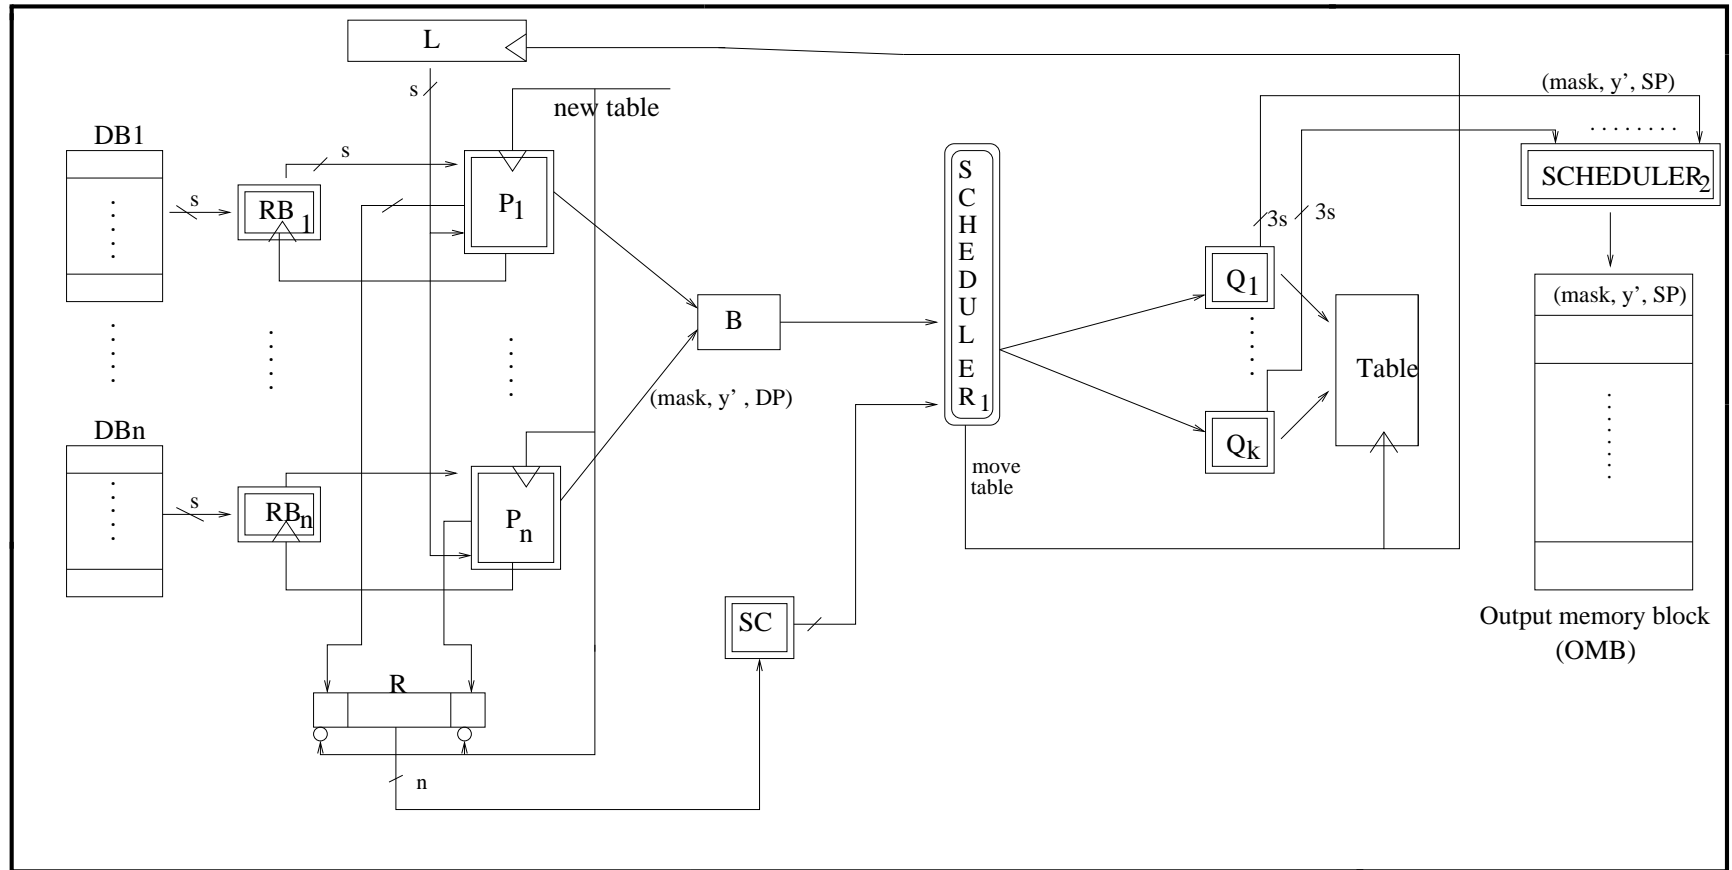 L
s
new table
(mask, y’, SP)
DB1
s
s
RB1
P1
SCHEDULER1
3s
3s
SCHEDULER2
Q1
(mask, y’, SP)
B
Table
(mask, y’ , DP)
DBn
s
RBn
Pn
Qk
move
table
SC
Output memory block
(OMB)
R
n